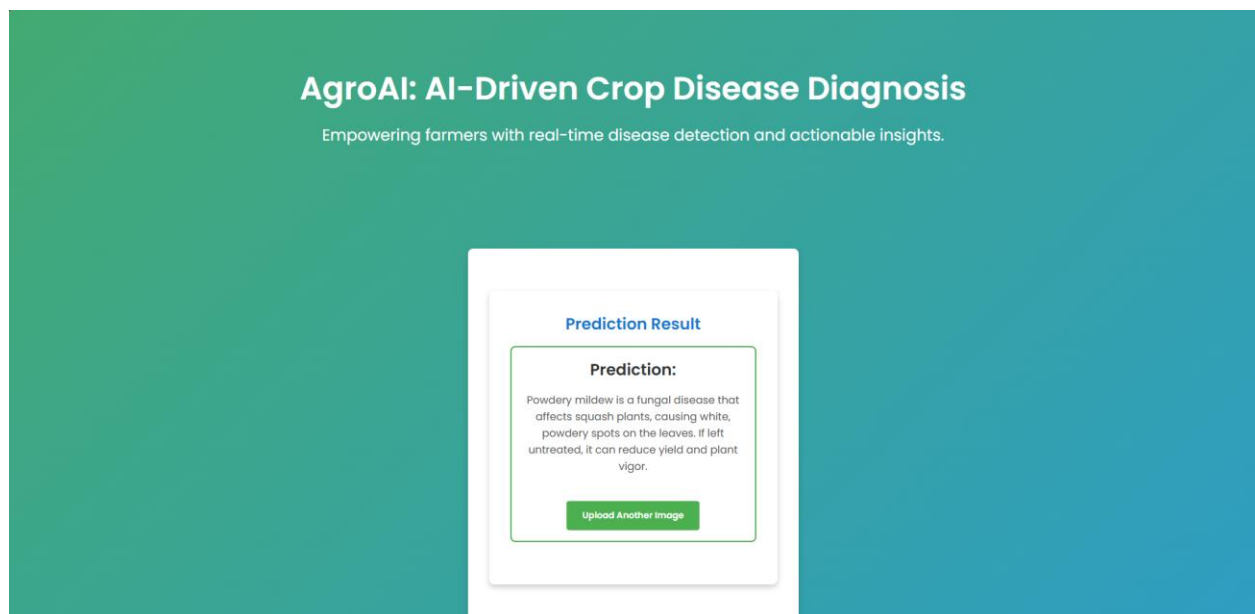 AgroAI: AI-Driven Crop Disease Diagnosis
Empowering farmers with real-time disease detection and actionable insights.
Prediction Result
Prediction:
Powdery mildew is a fungal disease that
affects squash plants, causing white,
powdery spots on the leaves. If left
untreated, it can reduce yield and plant
vigor.
Upload Another Image